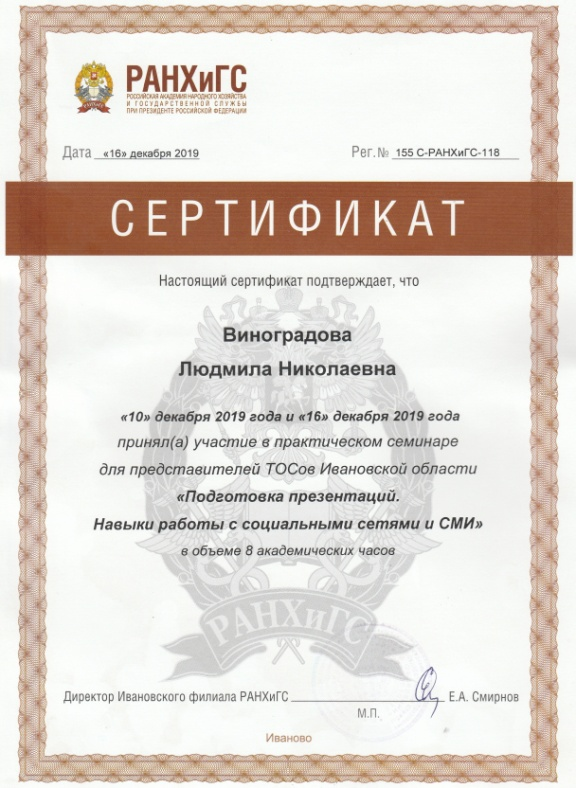 РАНХиГС
РОССИЙСКАЯ АКАДЕМИЯ НАРОДНОГО ХОЗЯЙСТВА
И ГОСУДАРСТВЕННОЙ СЛУЖБЫ
ПРИ ПРЕЗИДЕНТЕ РОССИЙСКОЙ ФЕДЕРАЦИИ
Дата «16» декабря 2019 Рег.№ 155 С-РАНХиГС-118
СЕРТИФИКАТ
Настоящий сертификат подтверждает, что
Виноградова
Людмила Николаевна
«10» декабря 2019 года и «16» декабря 2019 года
принял(а) участие в практическом семинаре
для представителей ТОСов Ивановской области
«Подготовка презентаций.
Навыки работы с социальными сетями и СМИ»
в объеме 8 академических часов
РАНХиГС
Директор Ивановского филиала РАНХиГС Е.А. Смирнов
М.П.
Иваново